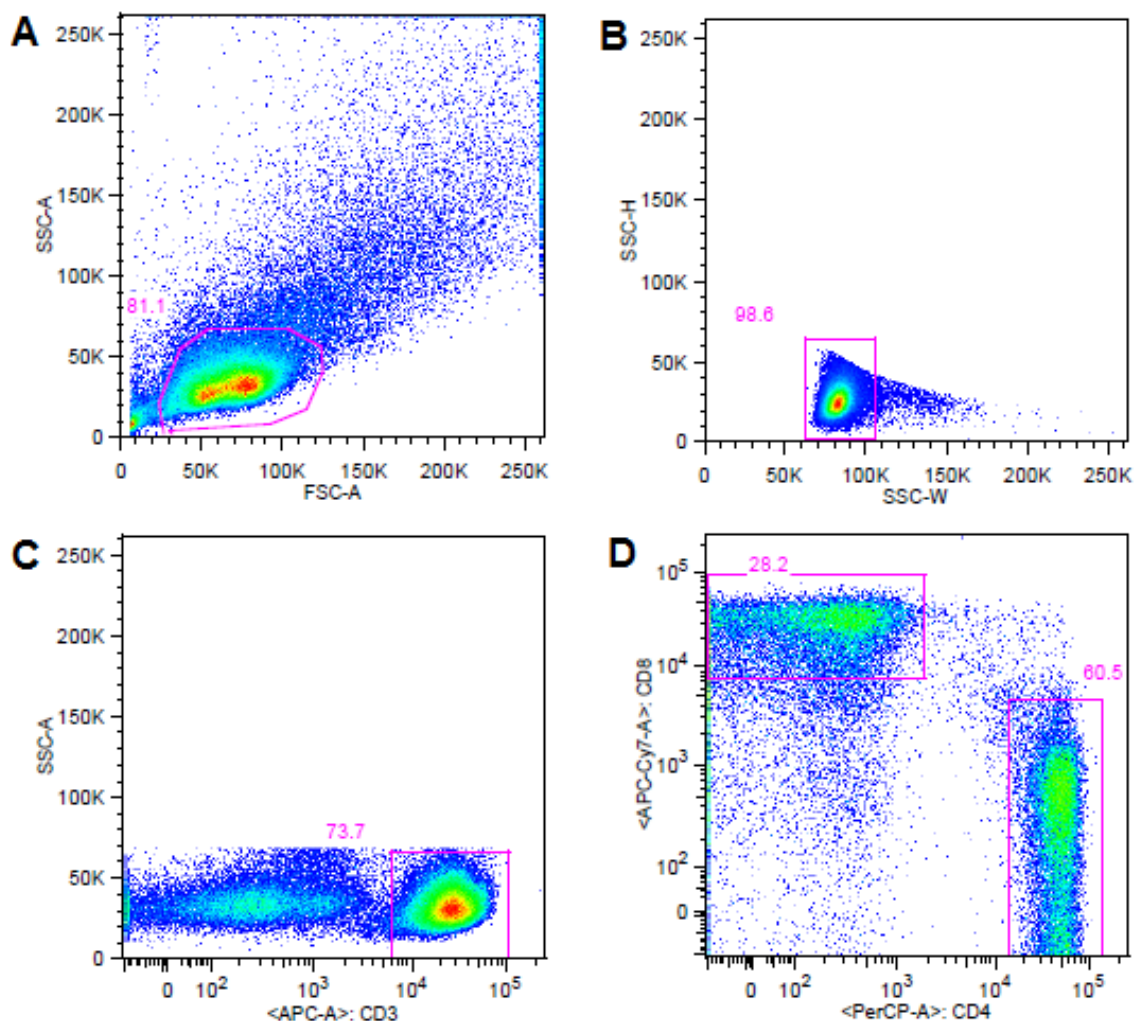 A
250K
200K
150K
100K
50K
0
SSC-A
81.1
0 50K 100K 150K 200K 250K
FSC-A
B
250K
200K
150K
100K
50K
0
SSC-H
98.6
0 50K 100K 150K 200K 250K
SSC-W
C
250K
200K
150K
100K
50K
0
SSC-A
73.7
0 10² 10³ 10⁴ 10⁵
<APC-A>: CD3
D
10⁵
10⁴
10³
10²
0
<APC-Cy7-A>: CD8
28.2
60.5
0 10² 10³ 10⁴ 10⁵
<PerCP-A>: CD4